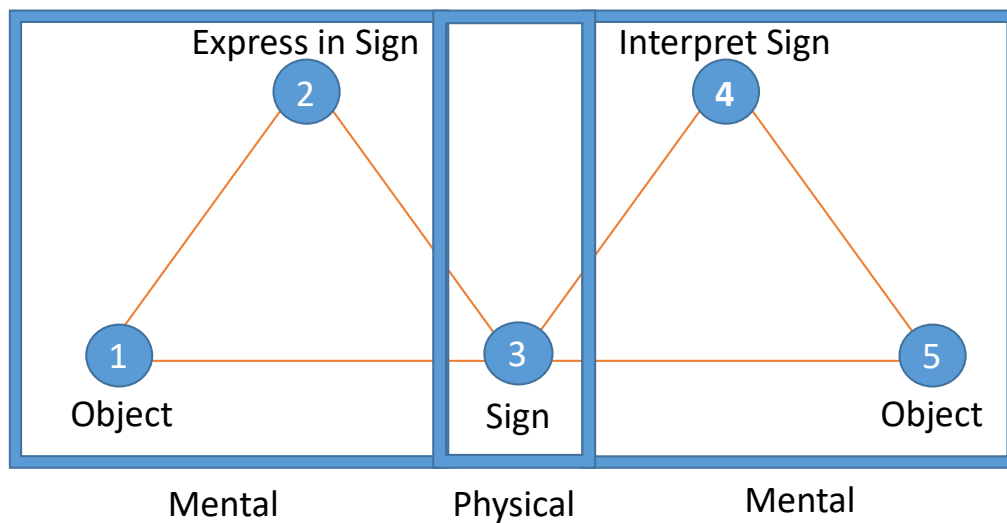 Express in Sign
Interpret Sign
2
4
1
3
5
Object
Sign
Object
Mental
Physical
Mental